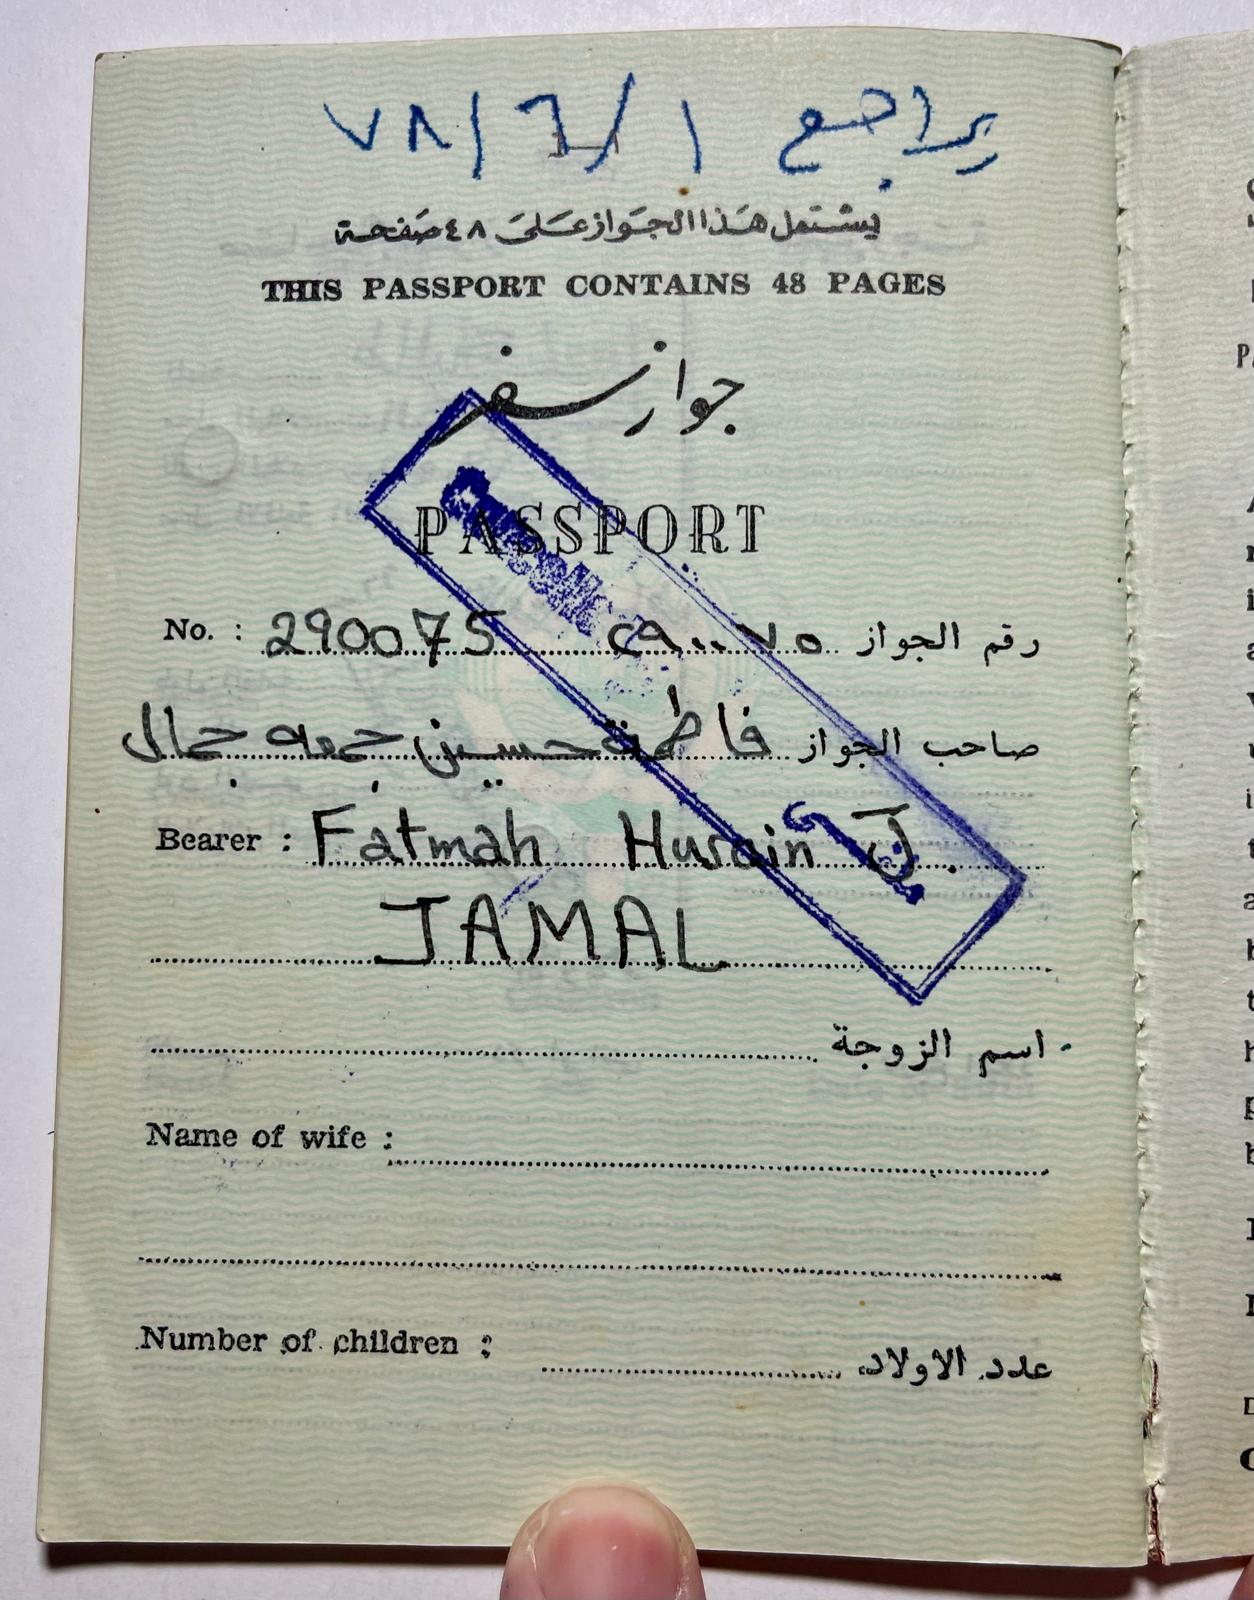 يراجع ١/٦/٧٨
يشتمل هذا الجواز على ٤٨ صفحة
THIS PASSPORT CONTAINS 48 PAGES
جواز سفر
PASSPORT
No. : 290075 ٢٩٠٠٧٥ رقم الجواز
صاحب الجواز فاطمة حسين جمعه جمال
Bearer : Fatmah Husain J.
JAMAL
اسم الزوجة
Name of wife :
Number of children : عدد الاولاد